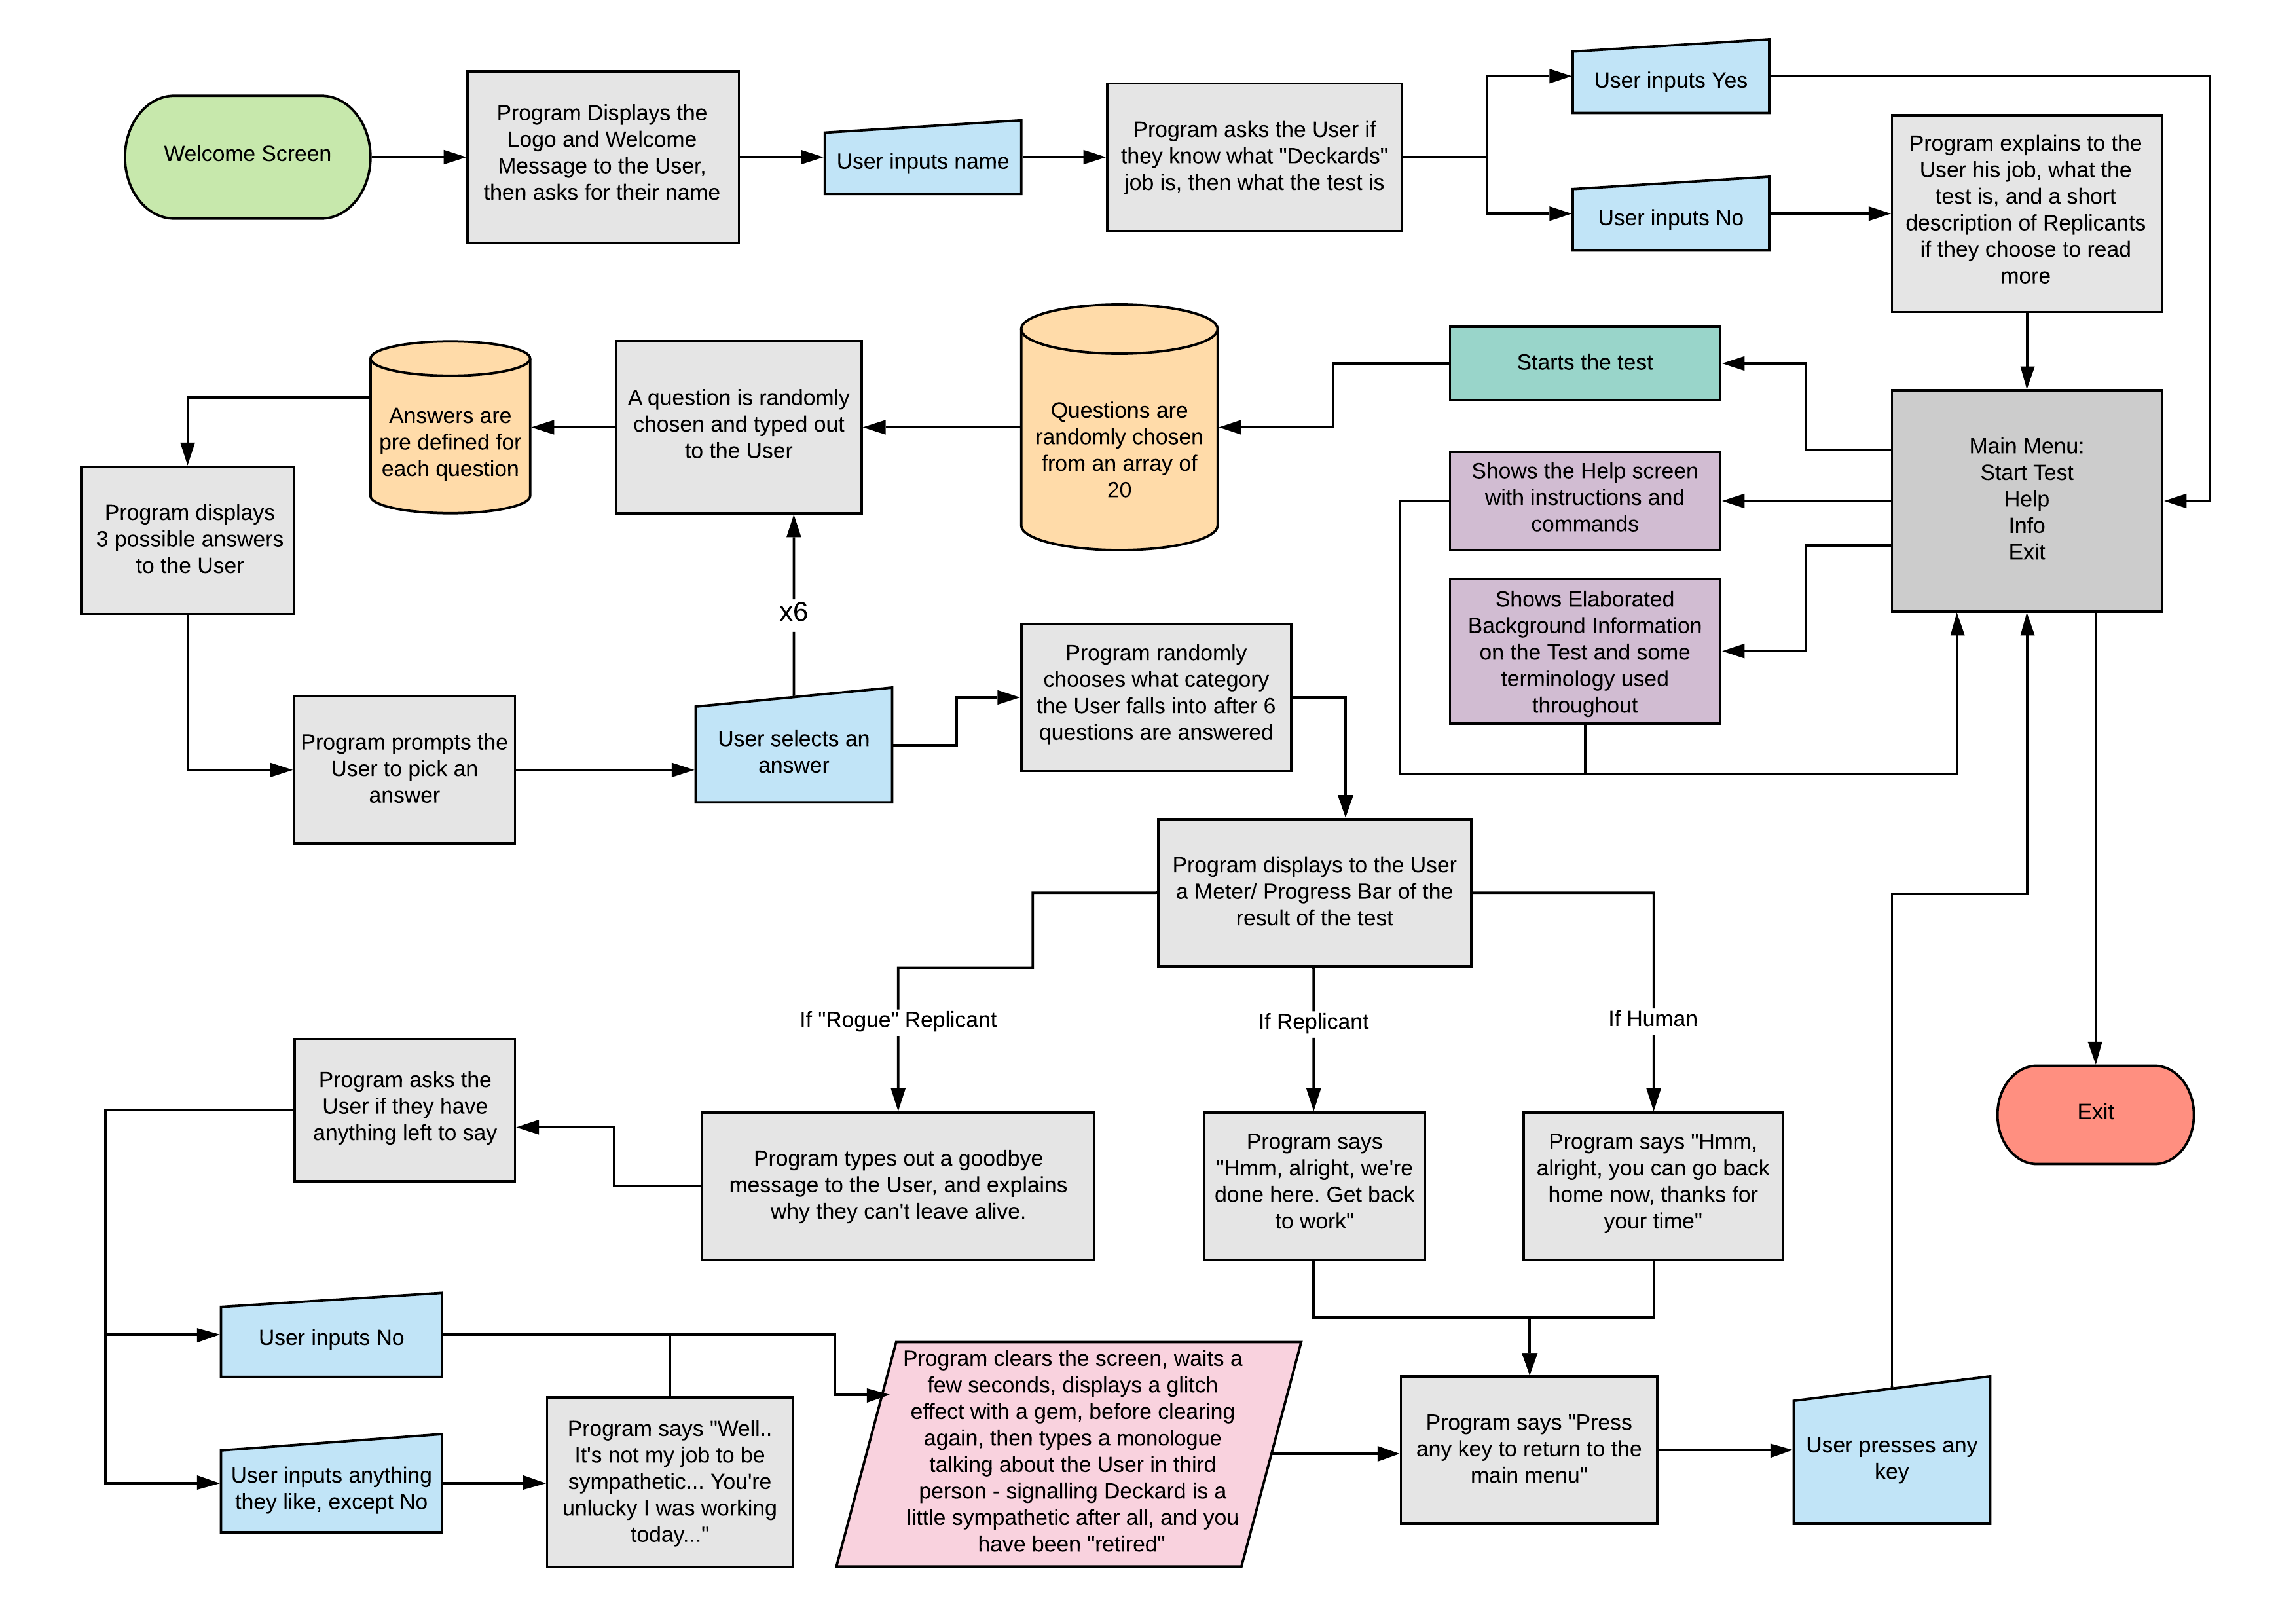 Welcome Screen
Program Displays the
Logo and Welcome
Message to the User,
then asks for their name
User inputs name
Program asks the User if
they know what "Deckards"
job is, then what the test is
User inputs Yes
User inputs No
Program explains to the
User his job, what the
test is, and a short
description of Replicants
if they choose to read
more
Main Menu:
Start Test
Help
Info
Exit
Starts the test
Shows the Help screen
with instructions and
commands
Shows Elaborated
Background Information
on the Test and some
terminology used
throughout
Questions are
randomly chosen
from an array of
20
A question is randomly
chosen and typed out
to the User
Answers are
pre defined for
each question
Program displays
3 possible answers
to the User
Program prompts the
User to pick an
answer
User selects an
answer
x6
Program randomly
chooses what category
the User falls into after 6
questions are answered
Program displays to the User
a Meter/ Progress Bar of the
result of the test
If "Rogue" Replicant
If Replicant
If Human
Program types out a goodbye
message to the User, and explains
why they can't leave alive.
Program says
"Hmm, alright, we're
done here. Get back
to work"
Program says "Hmm,
alright, you can go back
home now, thanks for
your time"
Exit
Program asks the
User if they have
anything left to say
User inputs No
User inputs anything
they like, except No
Program says "Well..
It's not my job to be
sympathetic... You're
unlucky I was working
today..."
Program clears the screen, waits a
few seconds, displays a glitch
effect with a gem, before clearing
again, then types a monologue
talking about the User in third
person - signalling Deckard is a
little sympathetic after all, and you
have been "retired"
Program says "Press
any key to return to the
main menu"
User presses any
key